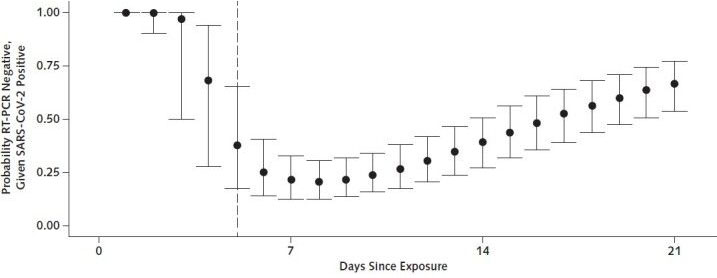 Probability RT-PCR Negative,
Given SARS-CoV-2 Positive
1.00
0.75
0.50
0.25
0.00
0 7 14 21
Days Since Exposure